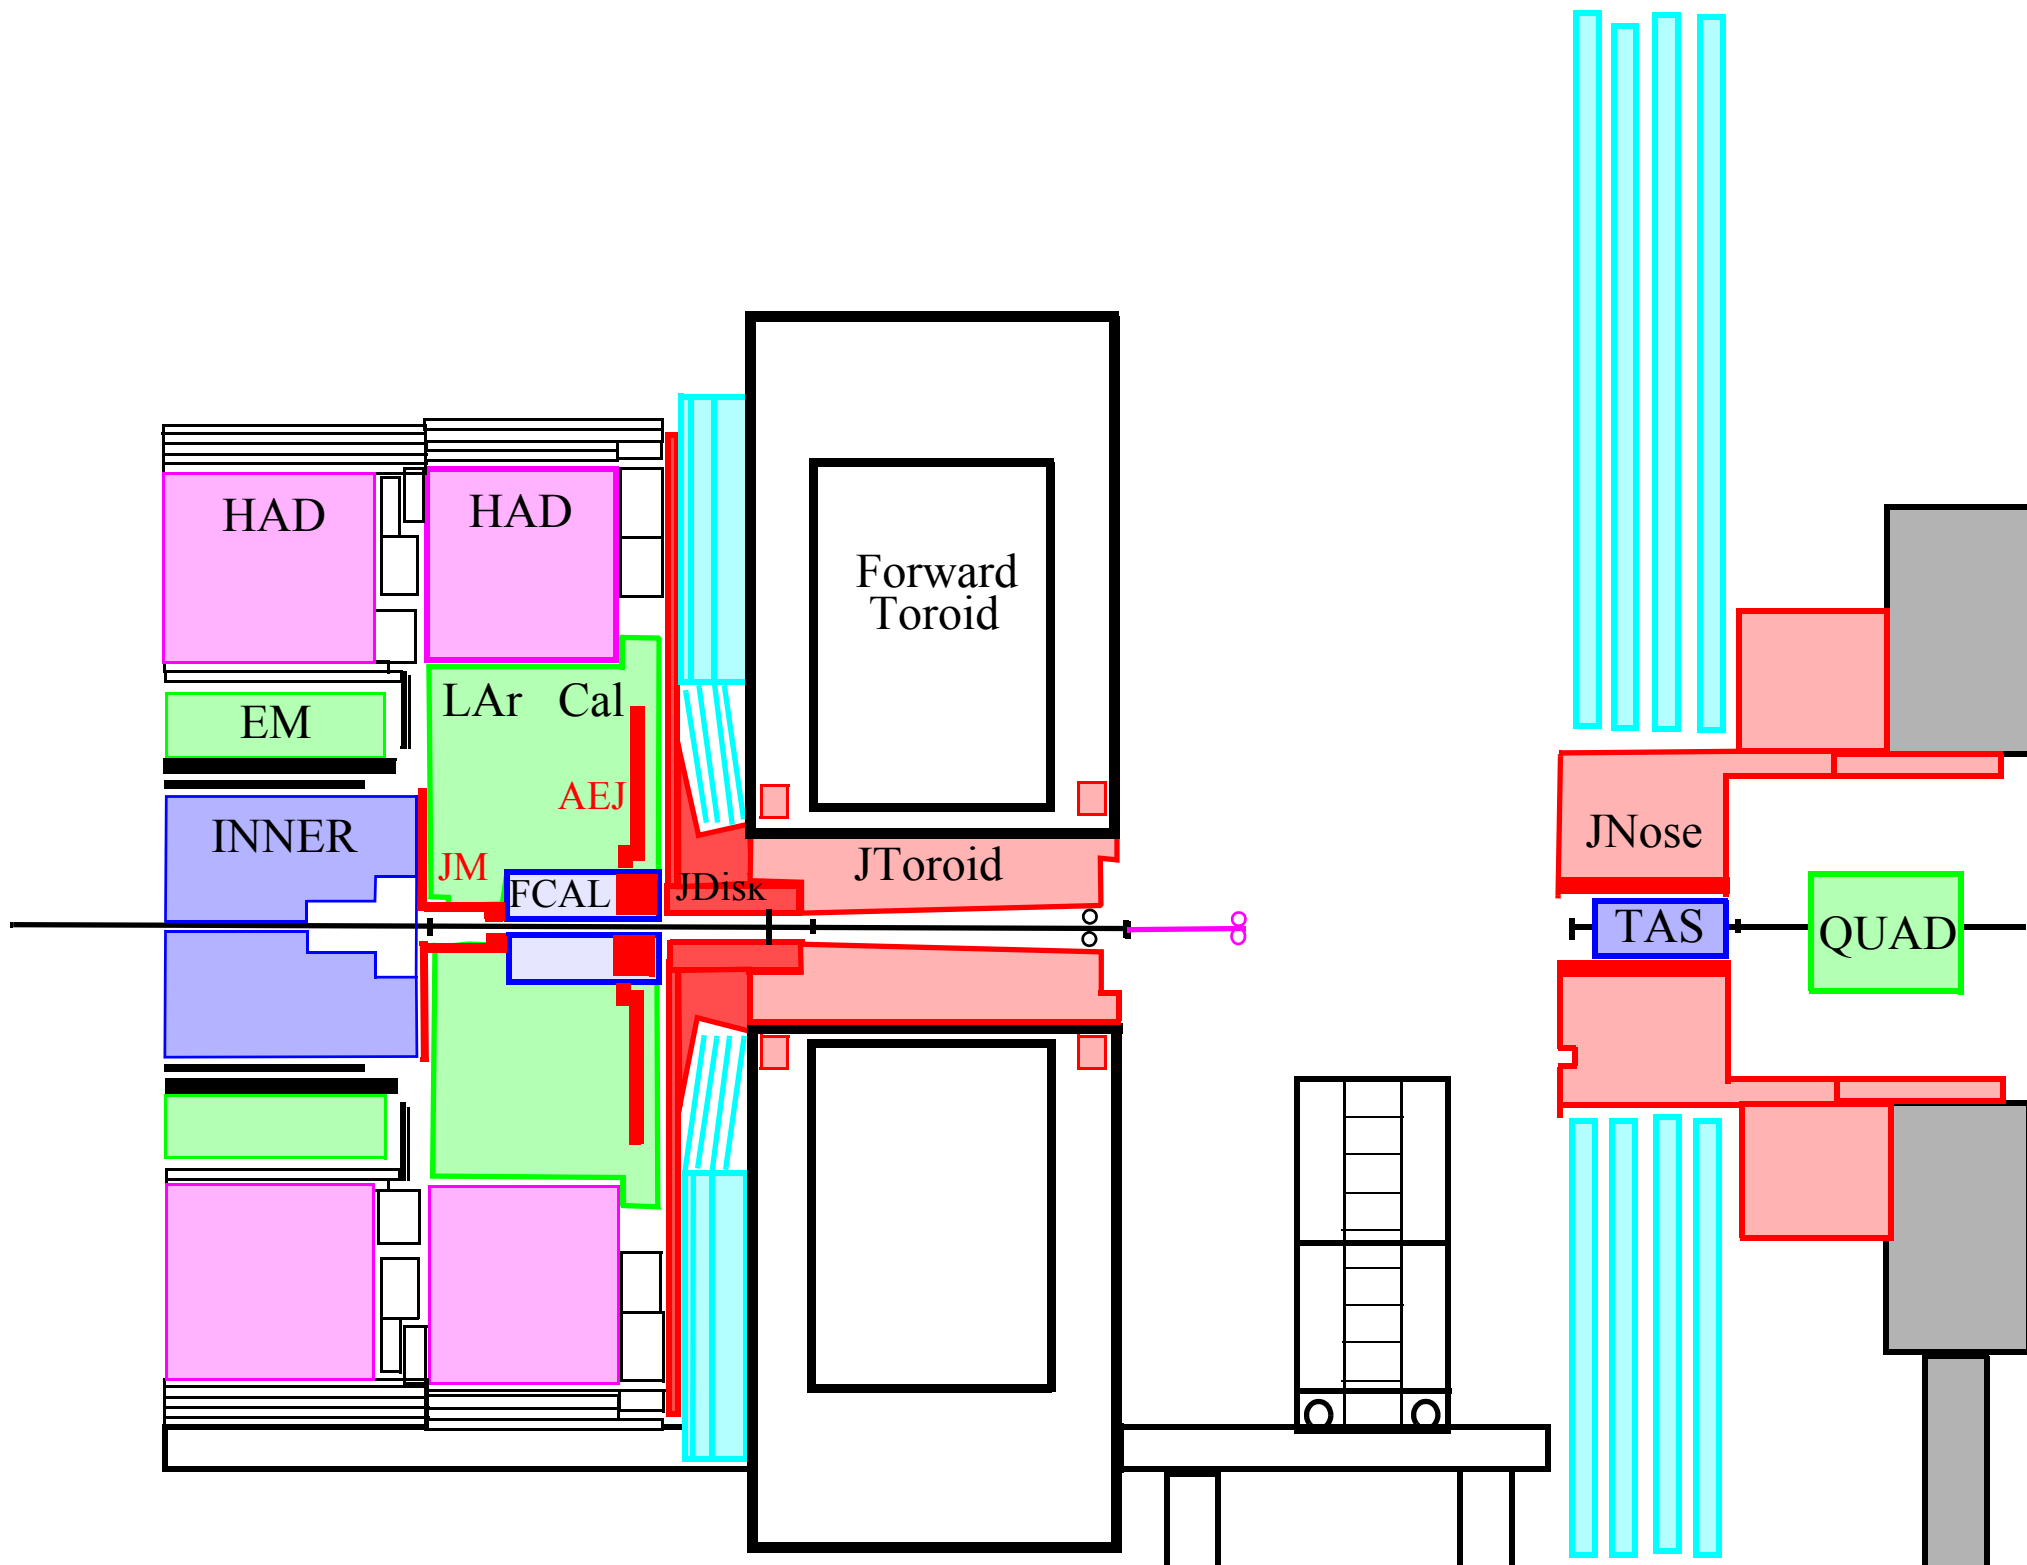 HAD
HAD
Forward
Toroid
LAr Cal
EM
AEJ
INNER
JM
FCAL
JDisk
JToroid
JNose
TAS
QUAD